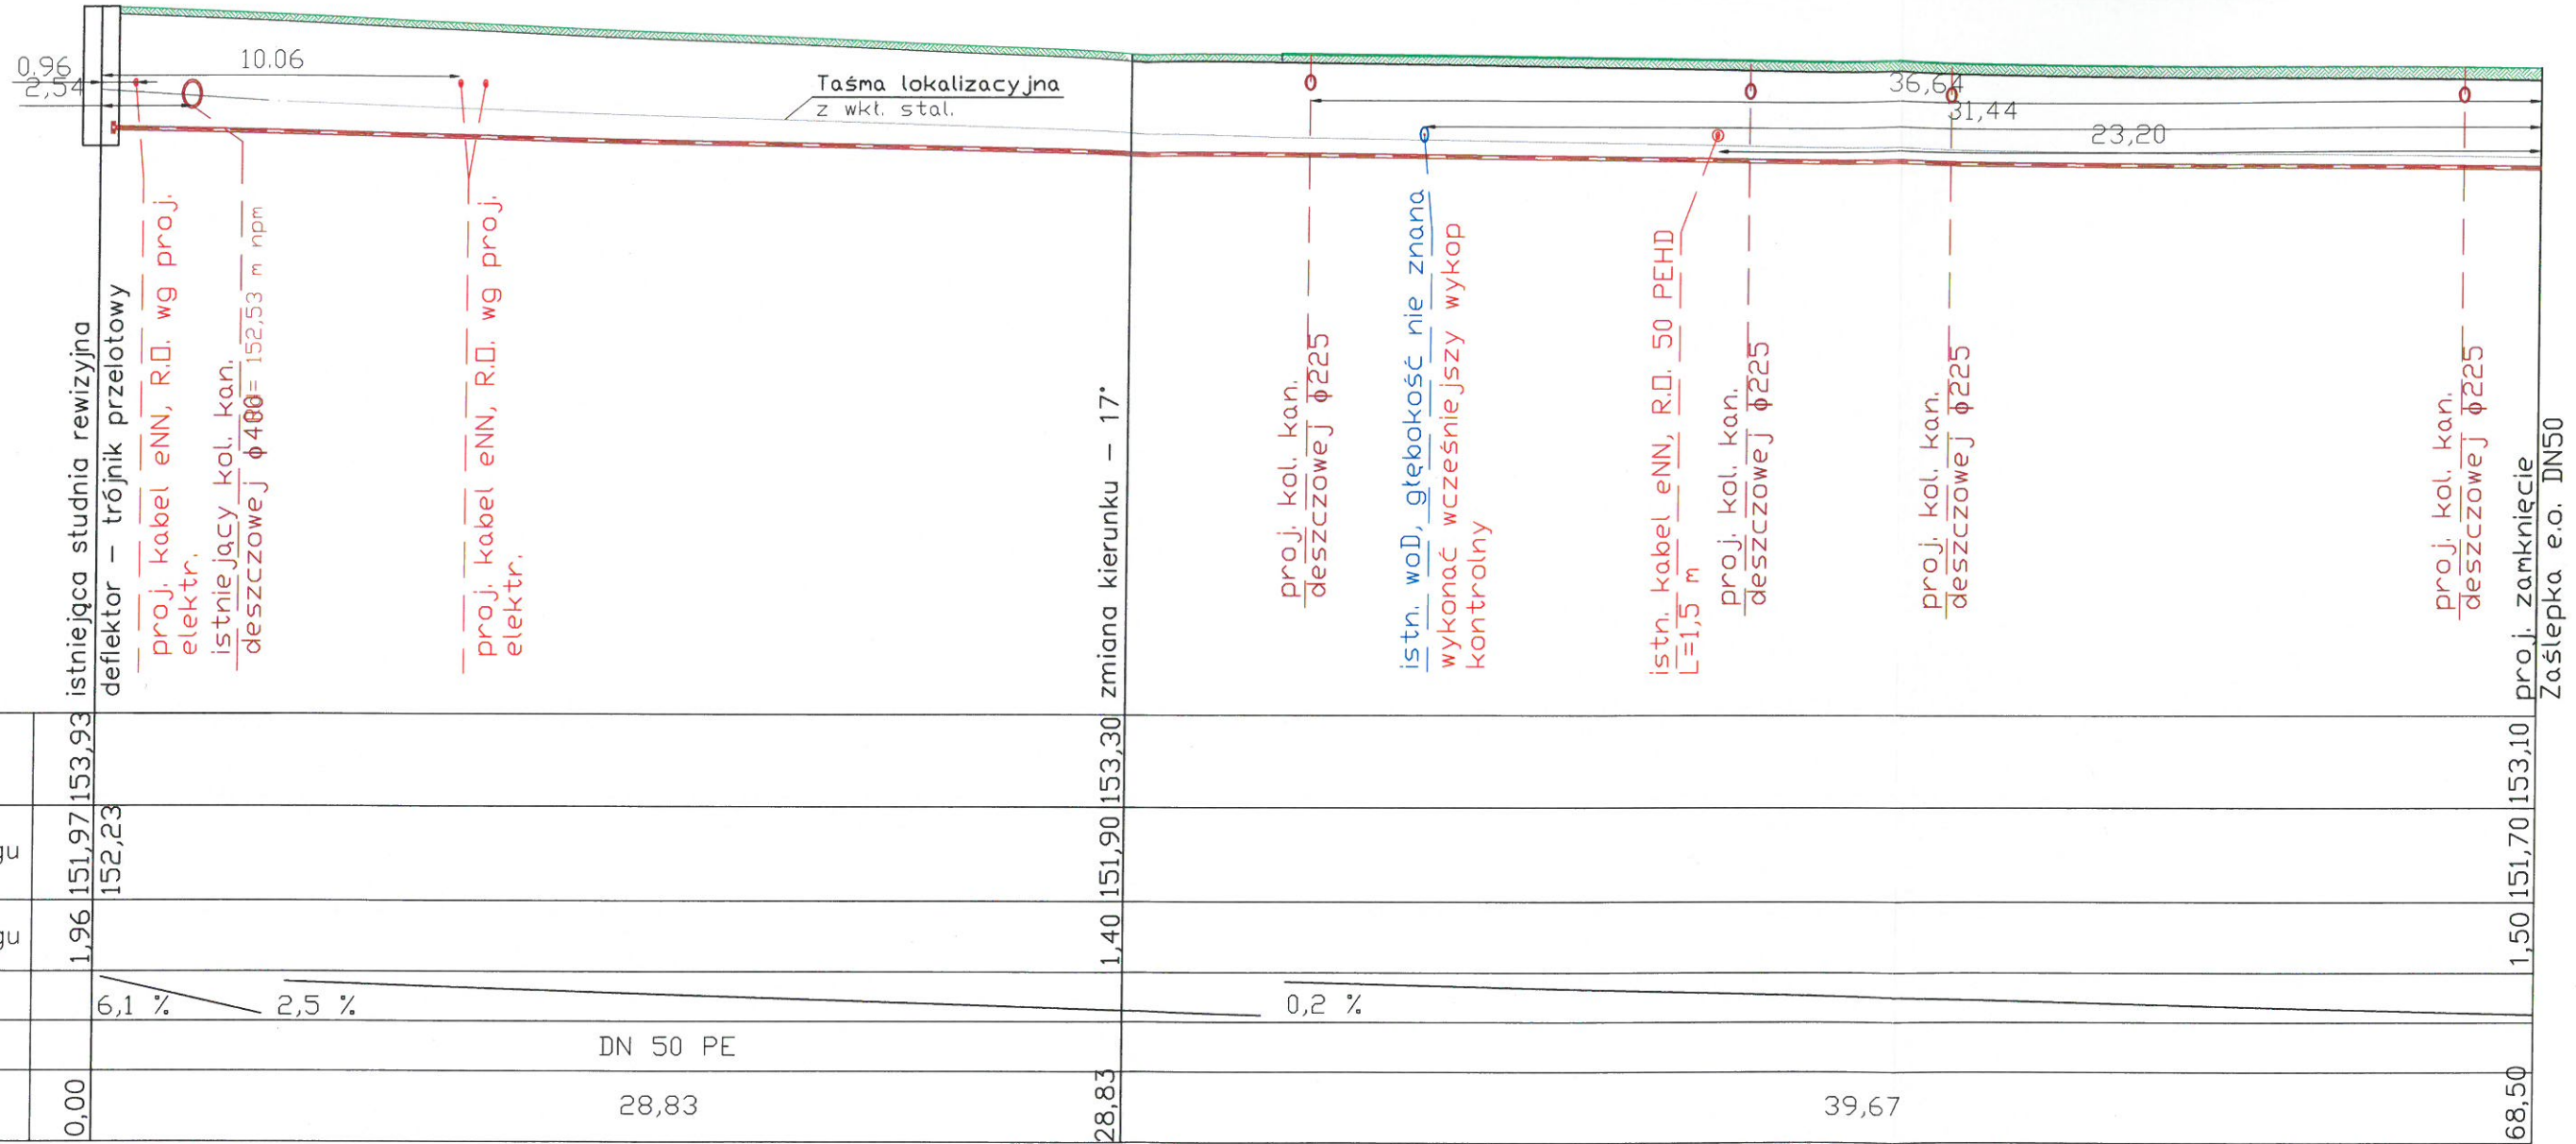 0.96
2,54
10.06
Taśma lokalizacyjna
z wkł. stal.
36,64
31,44
23,20
istniejąca studnia rewizyjna
deflektor – trójnik przelotowy
proj. kabel eNN, R.O. wg proj.
elektr.
istniejący kol. kan.
deszczowej ϕ400 = 152,53 m npm
proj. kabel eNN, R.O. wg proj.
elektr.
zmiana kierunku – 17°
proj. kol. kan.
deszczowej ϕ225
istn. woD, głębokość nie znana
wykonać wcześniejszy wykop
kontrolny
istn. kabel eNN, R.O. 50 PEHD
L=1,5 m
proj. kol. kan.
deszczowej ϕ225
proj. kol. kan.
deszczrowej ϕ225
proj. kol. kan.
deszczowej ϕ225
proj. zamknięcie
Zaślepka e.o. DN50
153,93
153,30
153,10
gu
151,97
152,23
151,90
151,70
gu
1,96
1,40
1,50
6,1 %
2,5 %
0,2 %
DN 50 PE
0,00
28,83
28,83
39,67
68,50